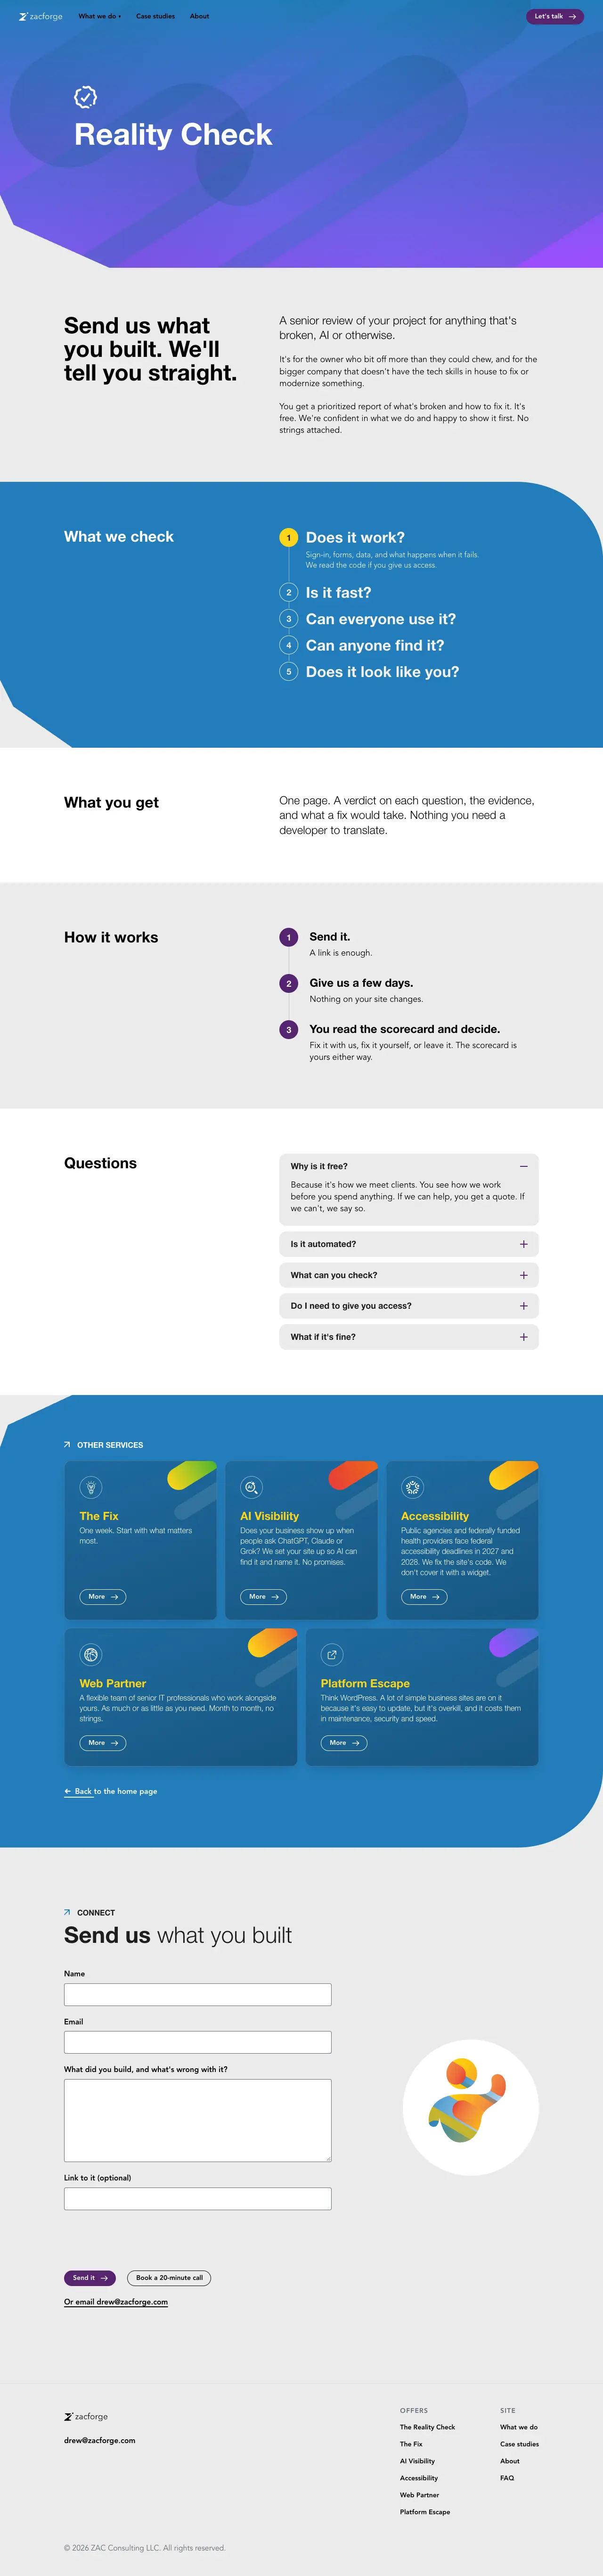 zacforge
What we do
Case studies
About
Let's talk
Reality Check
Send us what
you built. We'll
tell you straight.
A senior review of your project for anything that's
broken, AI or otherwise.
It's for the owner who bit off more than they could chew, and for the
bigger company that doesn't have the tech skills in house to fix or
modernize something.
You get a prioritized report of what's broken and how to fix it. It's
free. We're confident in what we do and happy to show it first. No
strings attached.
What we check
1
Does it work?
Sign-in, forms, data, and what happens when it fails.
We read the code if you give us access.
2
Is it fast?
3
Can everyone use it?
4
Can anyone find it?
5
Does it look like you?
What you get
One page. A verdict on each question, the evidence,
and what a fix would take. Nothing you need a
developer to translate.
How it works
1
Send it.
A link is enough.
2
Give us a few days.
Nothing on your site changes.
3
You read the scorecard and decide.
Fix it with us, fix it yourself, or leave it. The scorecard is
yours either way.
Questions
Why is it free?
Because it's how we meet clients. You see how we work
before you spend anything. If we can help, you get a quote. If
we can't, we say so.
Is it automated?
What can you check?
Do I need to give you access?
What if it's fine?
OTHER SERVICES
The Fix
One week. Start with what matters
most.
More
AI
AI Visibility
Does your business show up when
people ask ChatGPT, Claude or
Grok? We set your site up so AI can
find it and name it. No promises.
More
Accessibility
Public agencies and federally funded
health providers face federal
accessibility deadlines in 2027 and
2028. We fix the site's code. We
don't cover it with a widget.
More
Web Partner
A flexible team of senior IT professionals who work alongside
yours. As much or as little as you need. Month to month, no
strings.
More
Platform Escape
Think WordPress. A lot of simple business sites are on it
because it's easy to update, but it's overkill, and it costs them
in maintenance, security and speed.
More
Back to the home page
CONNECT
Send us what you built
Name
Email
What did you build, and what's wrong with it?
Link to it (optional)
Send it
Book a 20-minute call
Or email drew@zacforge.com
zacforge
drew@zacforge.com
OFFERS
The Reality Check
The Fix
AI Visibility
Accessibility
Web Partner
Platform Escape
SITE
What we do
Case studies
About
FAQ
© 2026 ZAC Consulting LLC. All rights reserved.